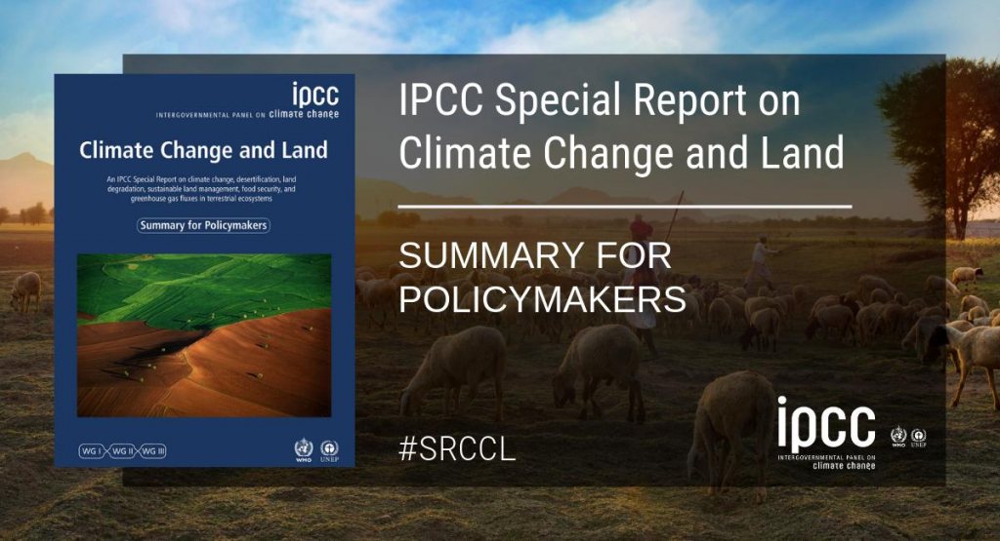 ipcc
INTERGOVERNMENTAL PANEL ON climate change
Climate Change and Land
An IPCC Special Report on climate change, desertification, land
degradation, sustainable land management, food security, and
greenhouse gas fluxes in terrestrial ecosystems
Summary for Policymakers
WG I WG II WG III
WMO UNEP
IPCC Special Report on
Climate Change and Land
SUMMARY FOR
POLICYMAKERS
#SRCCL
ipcc
INTERGOVERNMENTAL PANEL ON
climate change
WMO UNEP